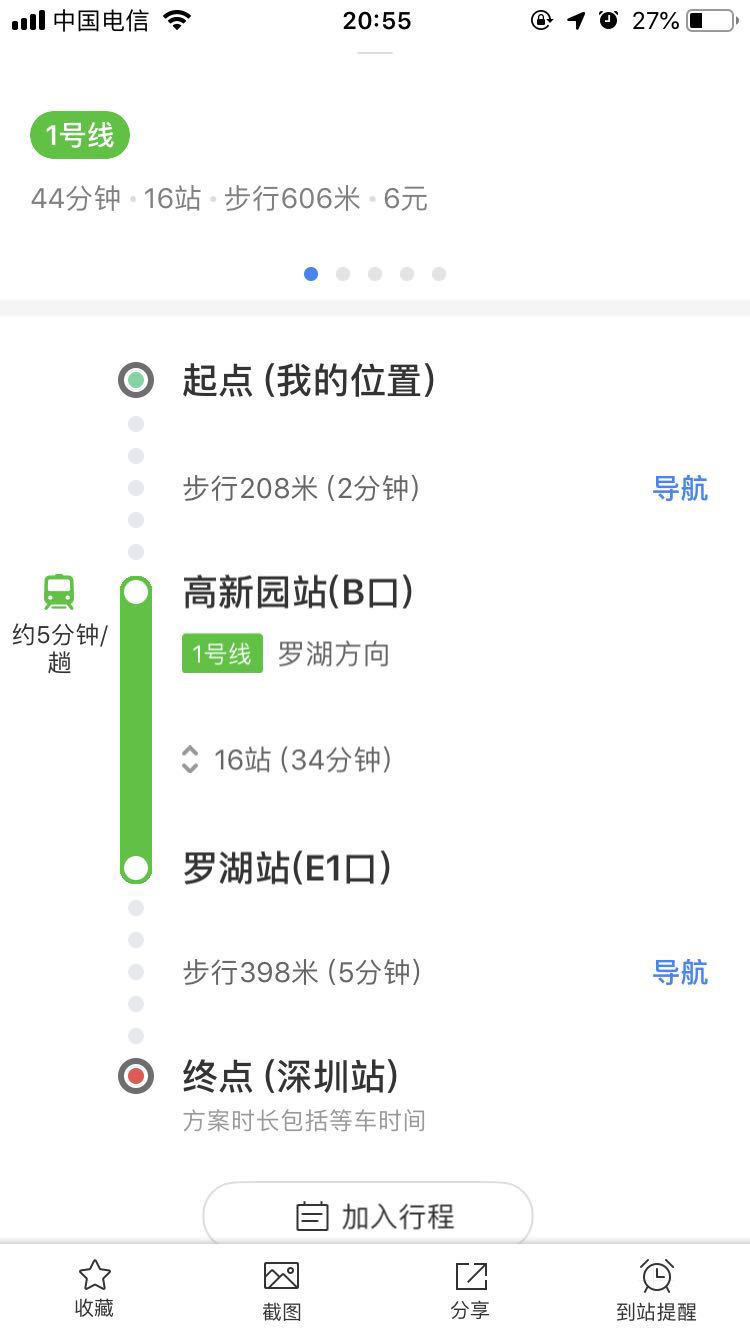 中国电信 20:55 27%
1号线
44分钟·16站·步行606米·6元
起点 (我的位置)
步行208米 (2分钟) 导航
高新园站(B口)
约5分钟/
趟
1号线 罗湖方向
16站 (34分钟)
罗湖站(E1口)
步行398米 (5分钟) 导航
终点 (深圳站)
方案时长包括等车时间
加入行程
收藏 截图 分享 到站提醒